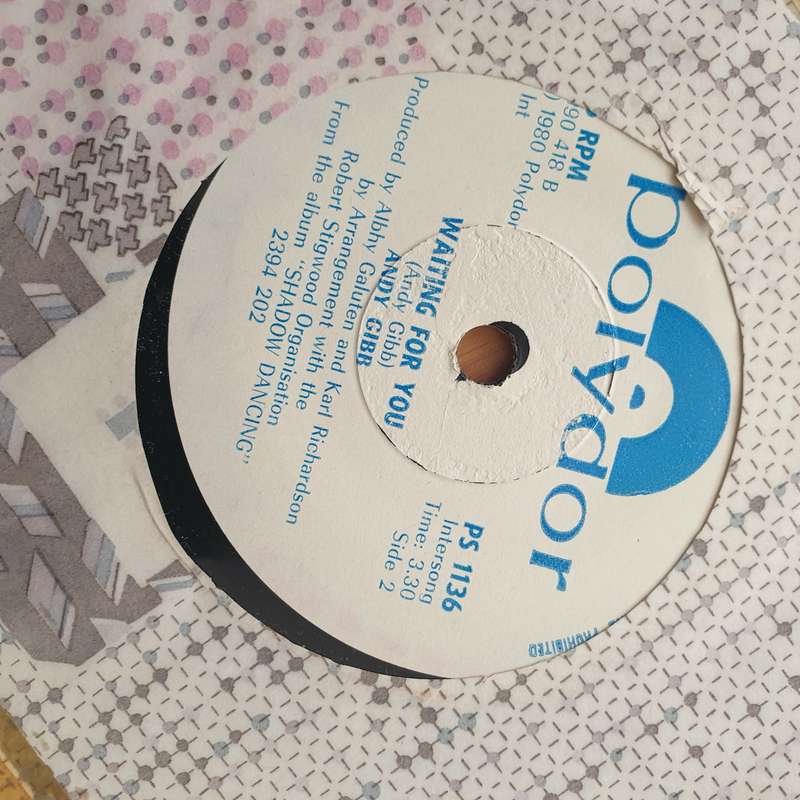 polydor
RPM
90 418 B
1980 Polydor
Int
PS 1136
Intersong
Time: 3.30
Side 2
WAITING FOR YOU
(Andy Gibb)
ANDY GIBB
Produced by Albhy Galuten and Karl Richardson
by Arrangement with the
Robert Stigwood Organisation
From the album "SHADOW DANCING"
2394 202
PROHIBITED